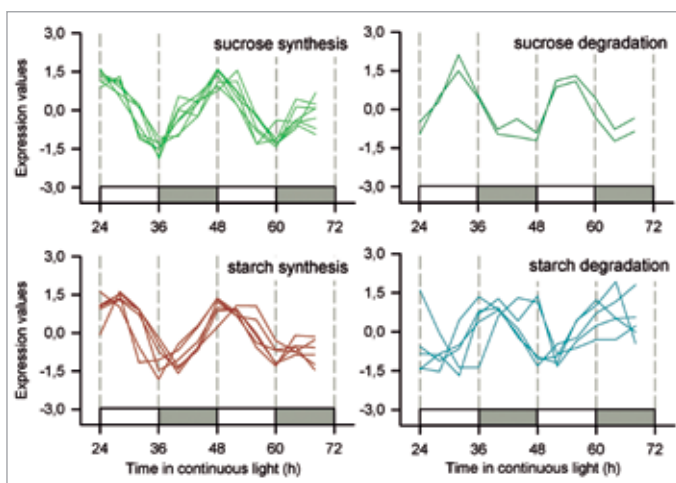 sucrose synthesis
Expression values
3,0
1,5
0,0
-1,5
-3,0
24 36 48 60 72
sucrose degradation
3,0
1,5
0,0
-1,5
-3,0
24 36 48 60 72
starch synthesis
Expression values
3,0
1,5
0,0
-1,5
-3,0
24 36 48 60 72
Time in continuous light (h)
starch degradation
3,0
1,5
0,0
-1,5
-3,0
24 36 48 60 72
Time in continuous light (h)